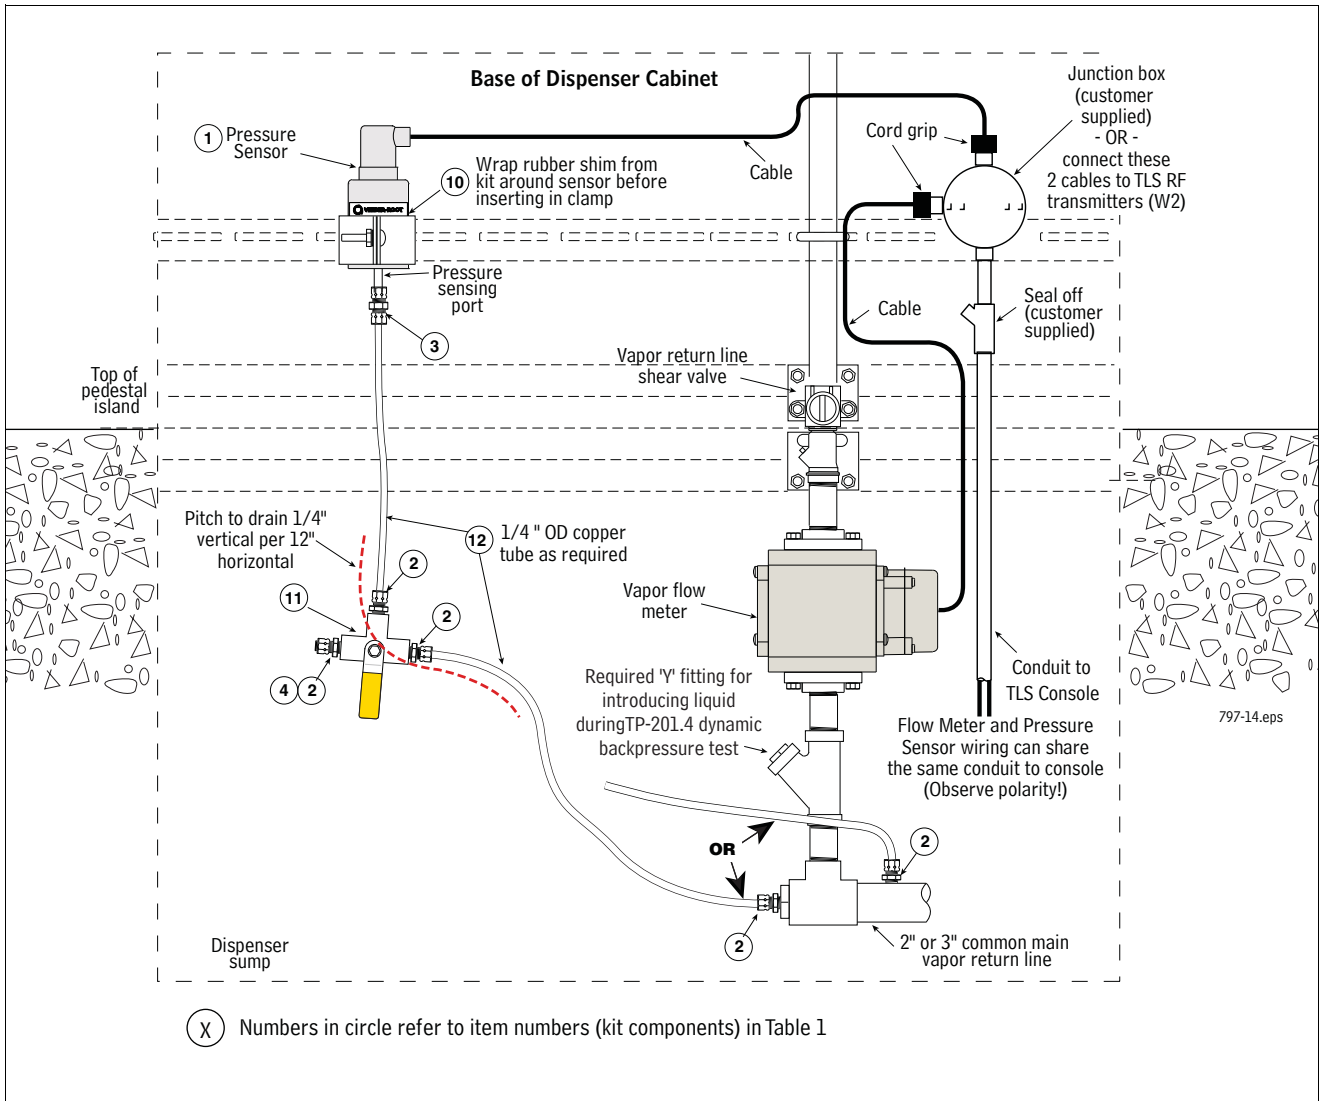 Base of Dispenser Cabinet
Junction box
(customer
supplied)
- OR -
connect these
2 cables to TLS RF
transmitters (W2)
Cord grip
1 Pressure
Sensor
Cable
10
Wrap rubber shim from
kit around sensor before
inserting in clamp
VEEDER-ROOT
Pressure
sensing
port
3
Cable
Seal off
(customer
supplied)
Vapor return line
shear valve
Top of
pedestal
island
Pitch to drain 1/4"
vertical per 12"
horizontal
12
1/4 " OD copper
tube as required
2
11
2
4 2
Vapor flow
meter
Required 'Y' fitting for
introducing liquid
duringTP-201.4 dynamic
backpressure test
Conduit to
TLS Console
797-14.eps
Flow Meter and Pressure
Sensor wiring can share
the same conduit to console
(Observe polarity!)
OR
2
2
2" or 3" common main
vapor return line
Dispenser
sump
X Numbers in circle refer to item numbers (kit components) in Table 1